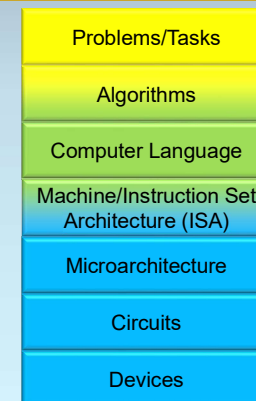 Problems/Tasks
Algorithms
Computer Language
Machine/Instruction Set
Architecture (ISA)
Microarchitecture
Circuits
Devices